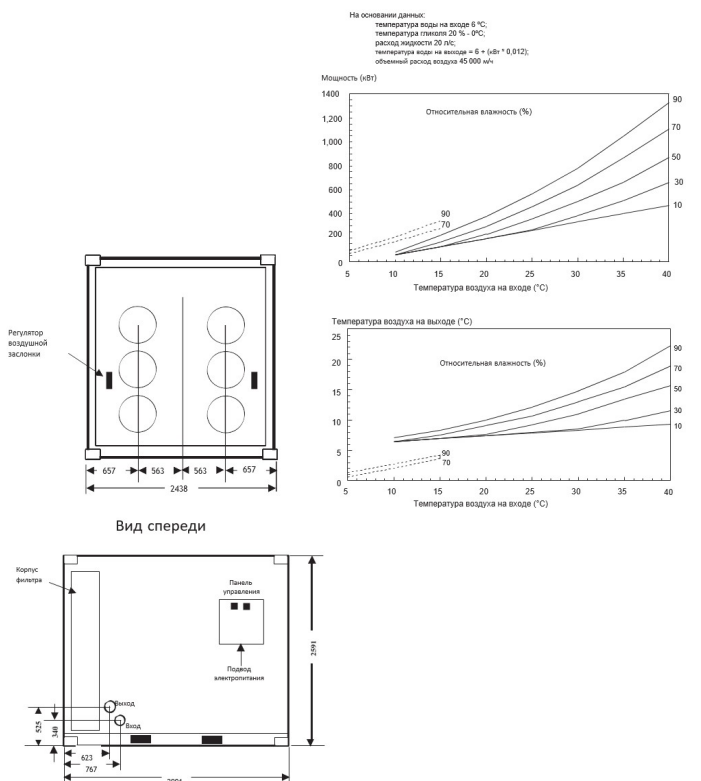 На основании данных:
температура воды на входе 6 ºС;
температура гликоля 20 % - 0ºС;
расход жидкости 20 л/с;
температура воды на выходе = 6 + (кВт * 0,012);
объемный расход воздуха 45 000 м/ч
Мощность (кВт)
1400
1,200
1,000
800
600
400
200
0
Относительная влажность (%)
90
70
50
30
10
90
70
5 10 15 20 25 30 35 40
Температура воздуха на входе (°C)
Температура воздуха на выходе (°C)
25
20
15
10
5
0
Относительная влажность (%)
90
70
50
30
10
90
70
5 10 15 20 25 30 35 40
Температура воздуха на входе (°C)
Регулятор
воздушной
заслонки
657 563 563 657
2438
Вид спереди
Корпус
фильтра
Панель
управления
Подвод
электропитания
Выход
Вход
2591
525
340
623
767